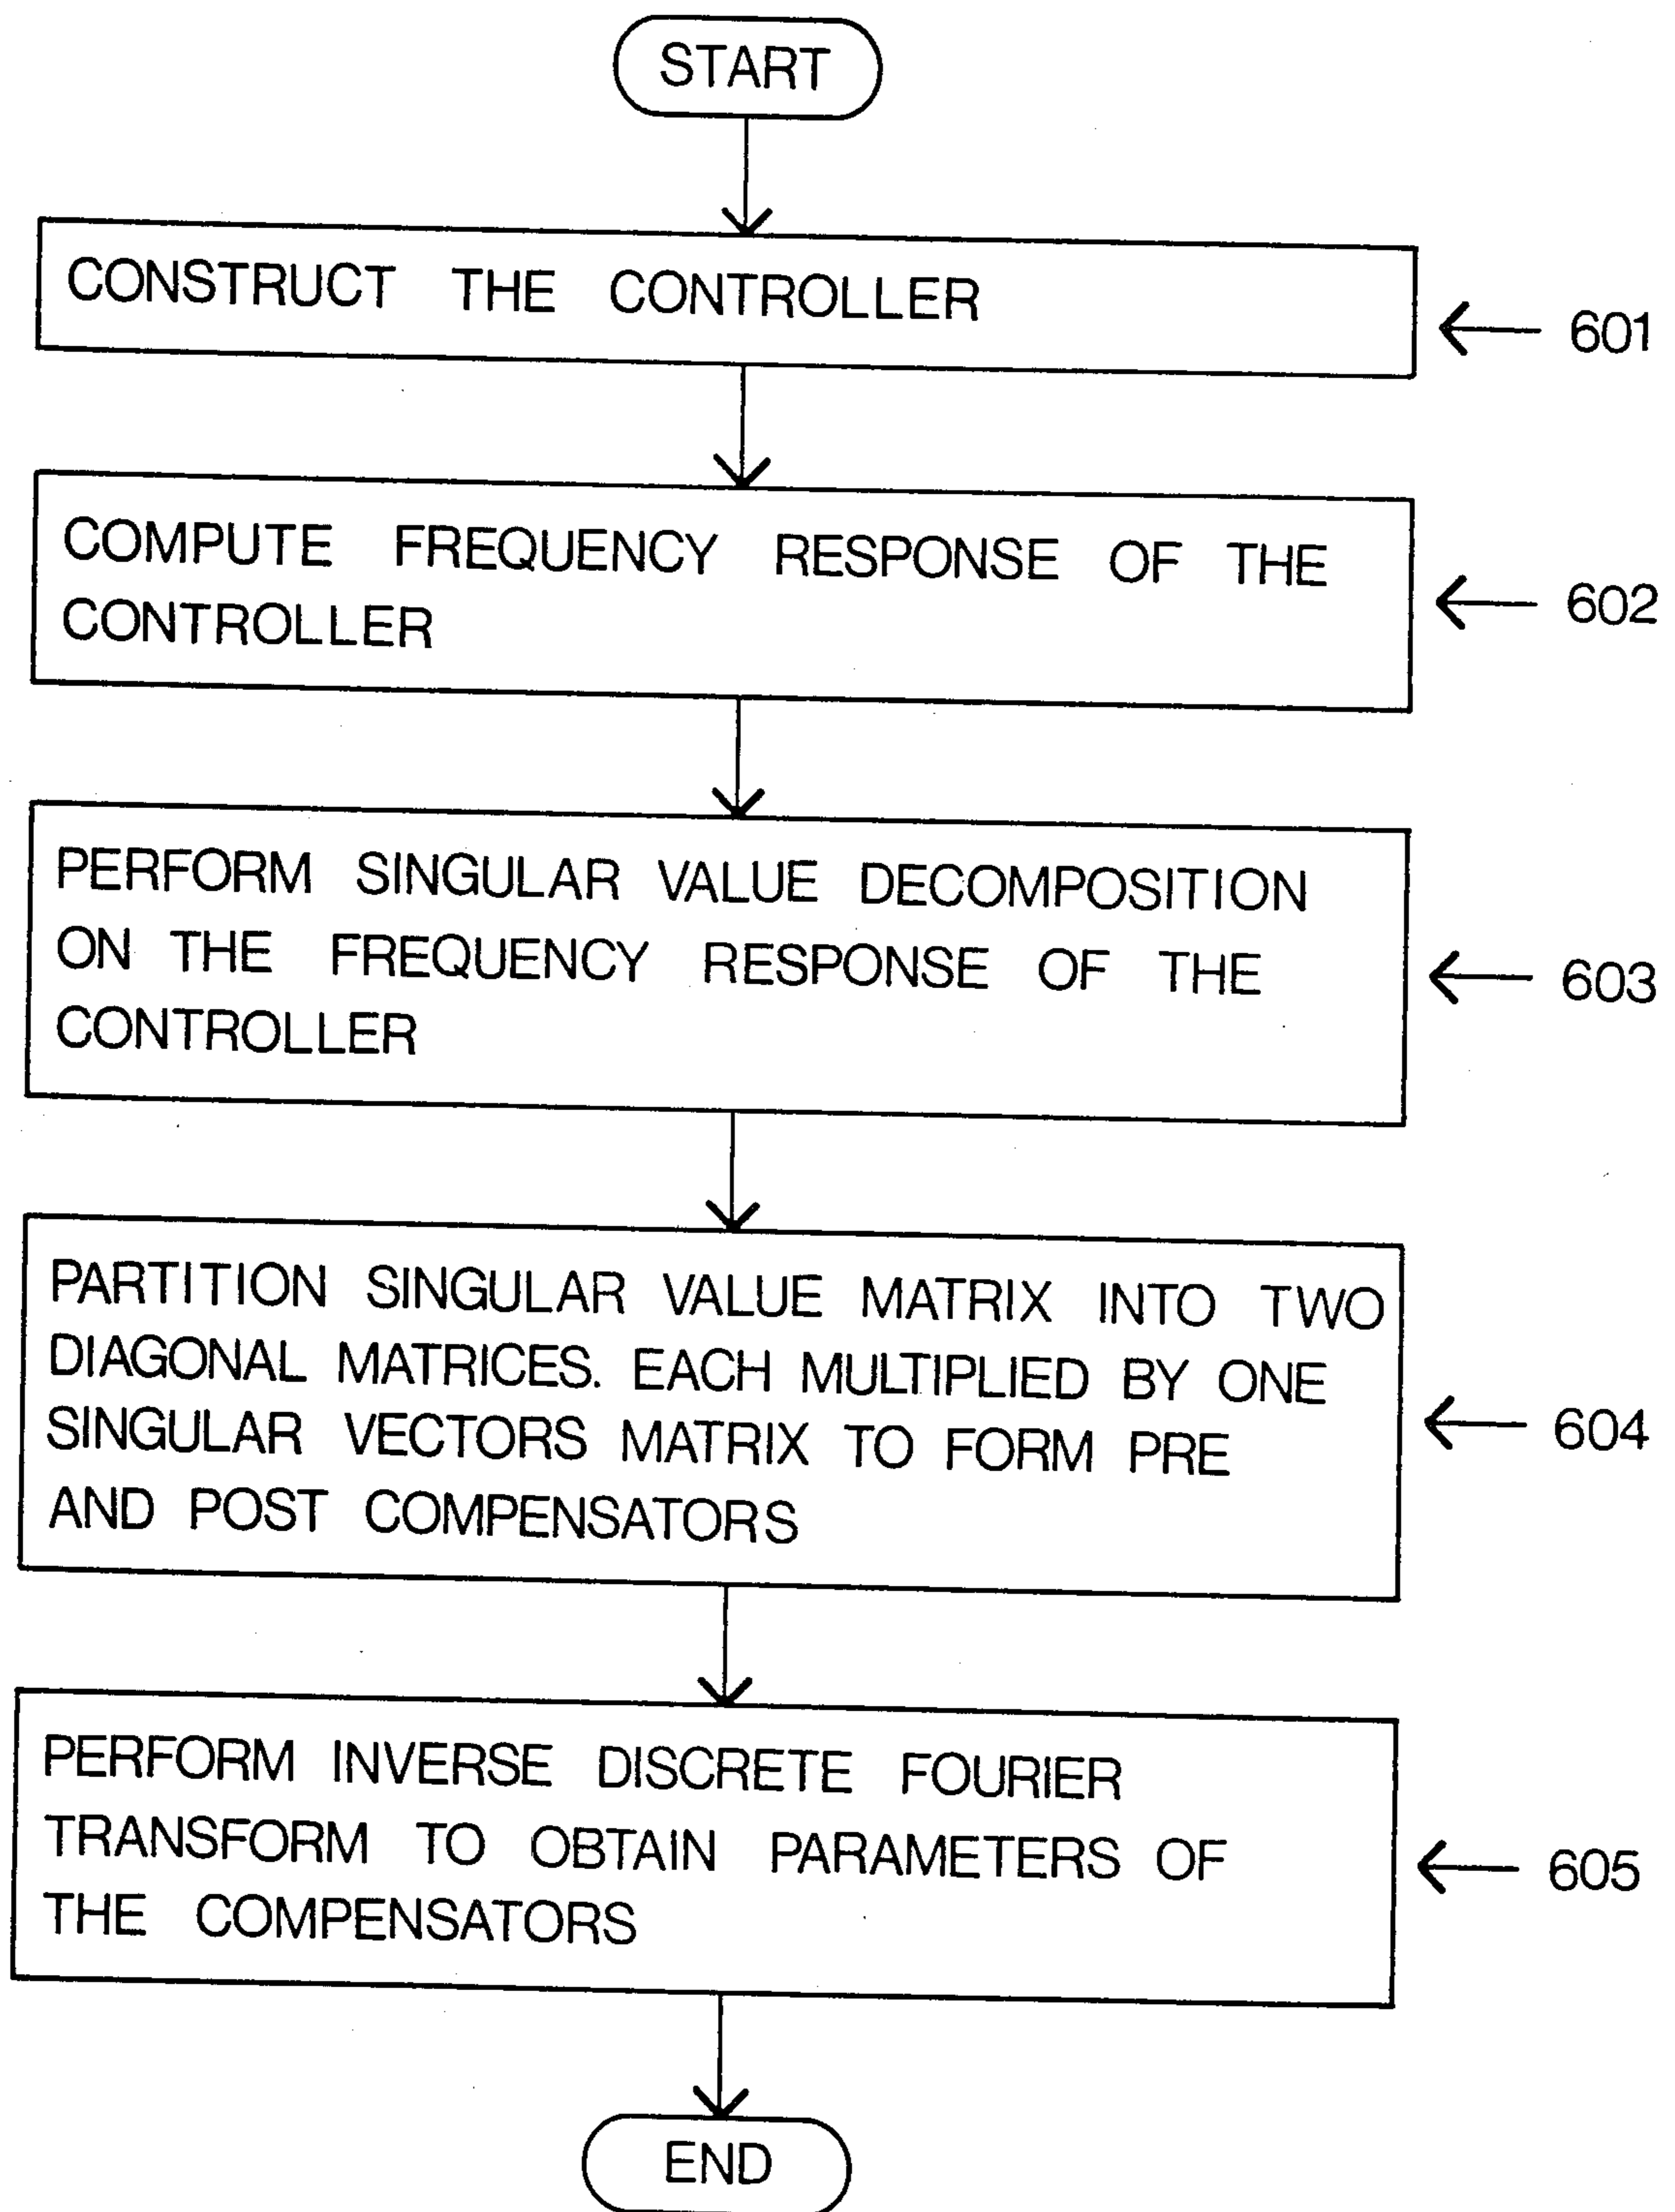 START
CONSTRUCT THE CONTROLLER
601
COMPUTE FREQUENCY RESPONSE OF THE
CONTROLLER
602
PERFORM SINGULAR VALUE DECOMPOSITION
ON THE FREQUENCY RESPONSE OF THE
CONTROLLER
603
PARTITION SINGULAR VALUE MATRIX INTO TWO
DIAGONAL MATRICES. EACH MULTIPLIED BY ONE
SINGULAR VECTORS MATRIX TO FORM PRE
AND POST COMPENSATORS
604
PERFORM INVERSE DISCRETE FOURIER
TRANSFORM TO OBTAIN PARAMETERS OF
THE COMPENSATORS
605
END